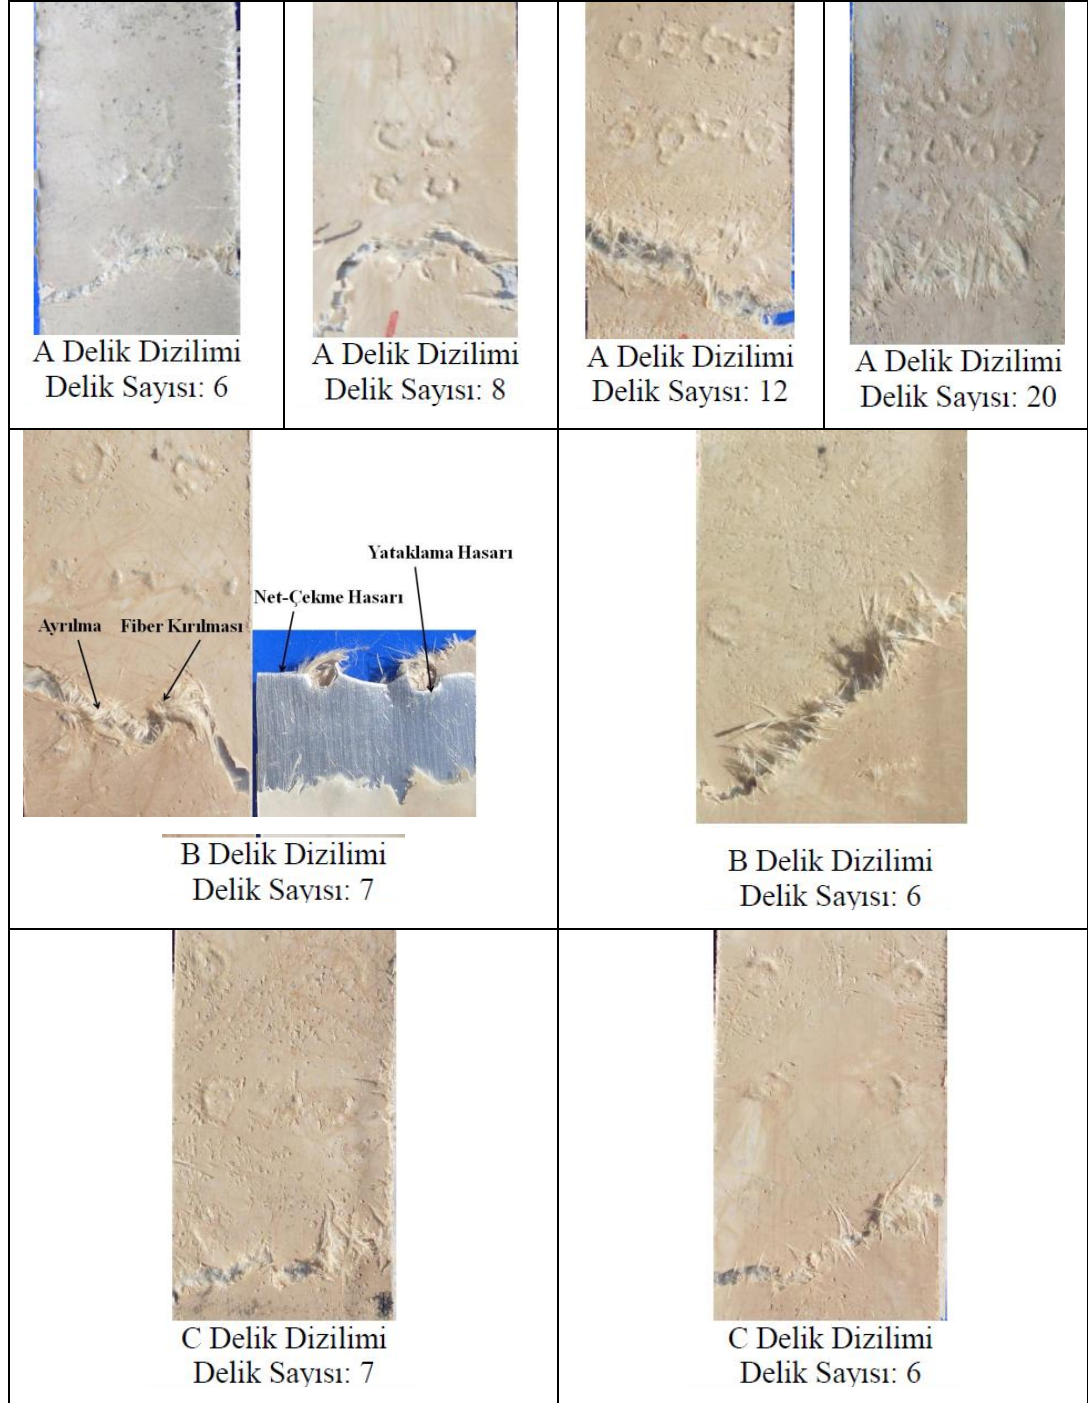 A Delik Dizilimi
Delik Sayısı: 6
A Delik Dizilimi
Delik Sayısı: 8
A Delik Dizilimi
Delik Sayısı: 12
A Delik Dizilimi
Delik Sayısı: 20
Yataklama Hasarı
Net-Çekme Hasarı
Ayrılma
Fiber Kırılması
B Delik Dizilimi
Delik Sayısı: 7
B Delik Dizilimi
Delik Sayısı: 6
C Delik Dizilimi
Delik Sayısı: 7
C Delik Dizilimi
Delik Sayısı: 6